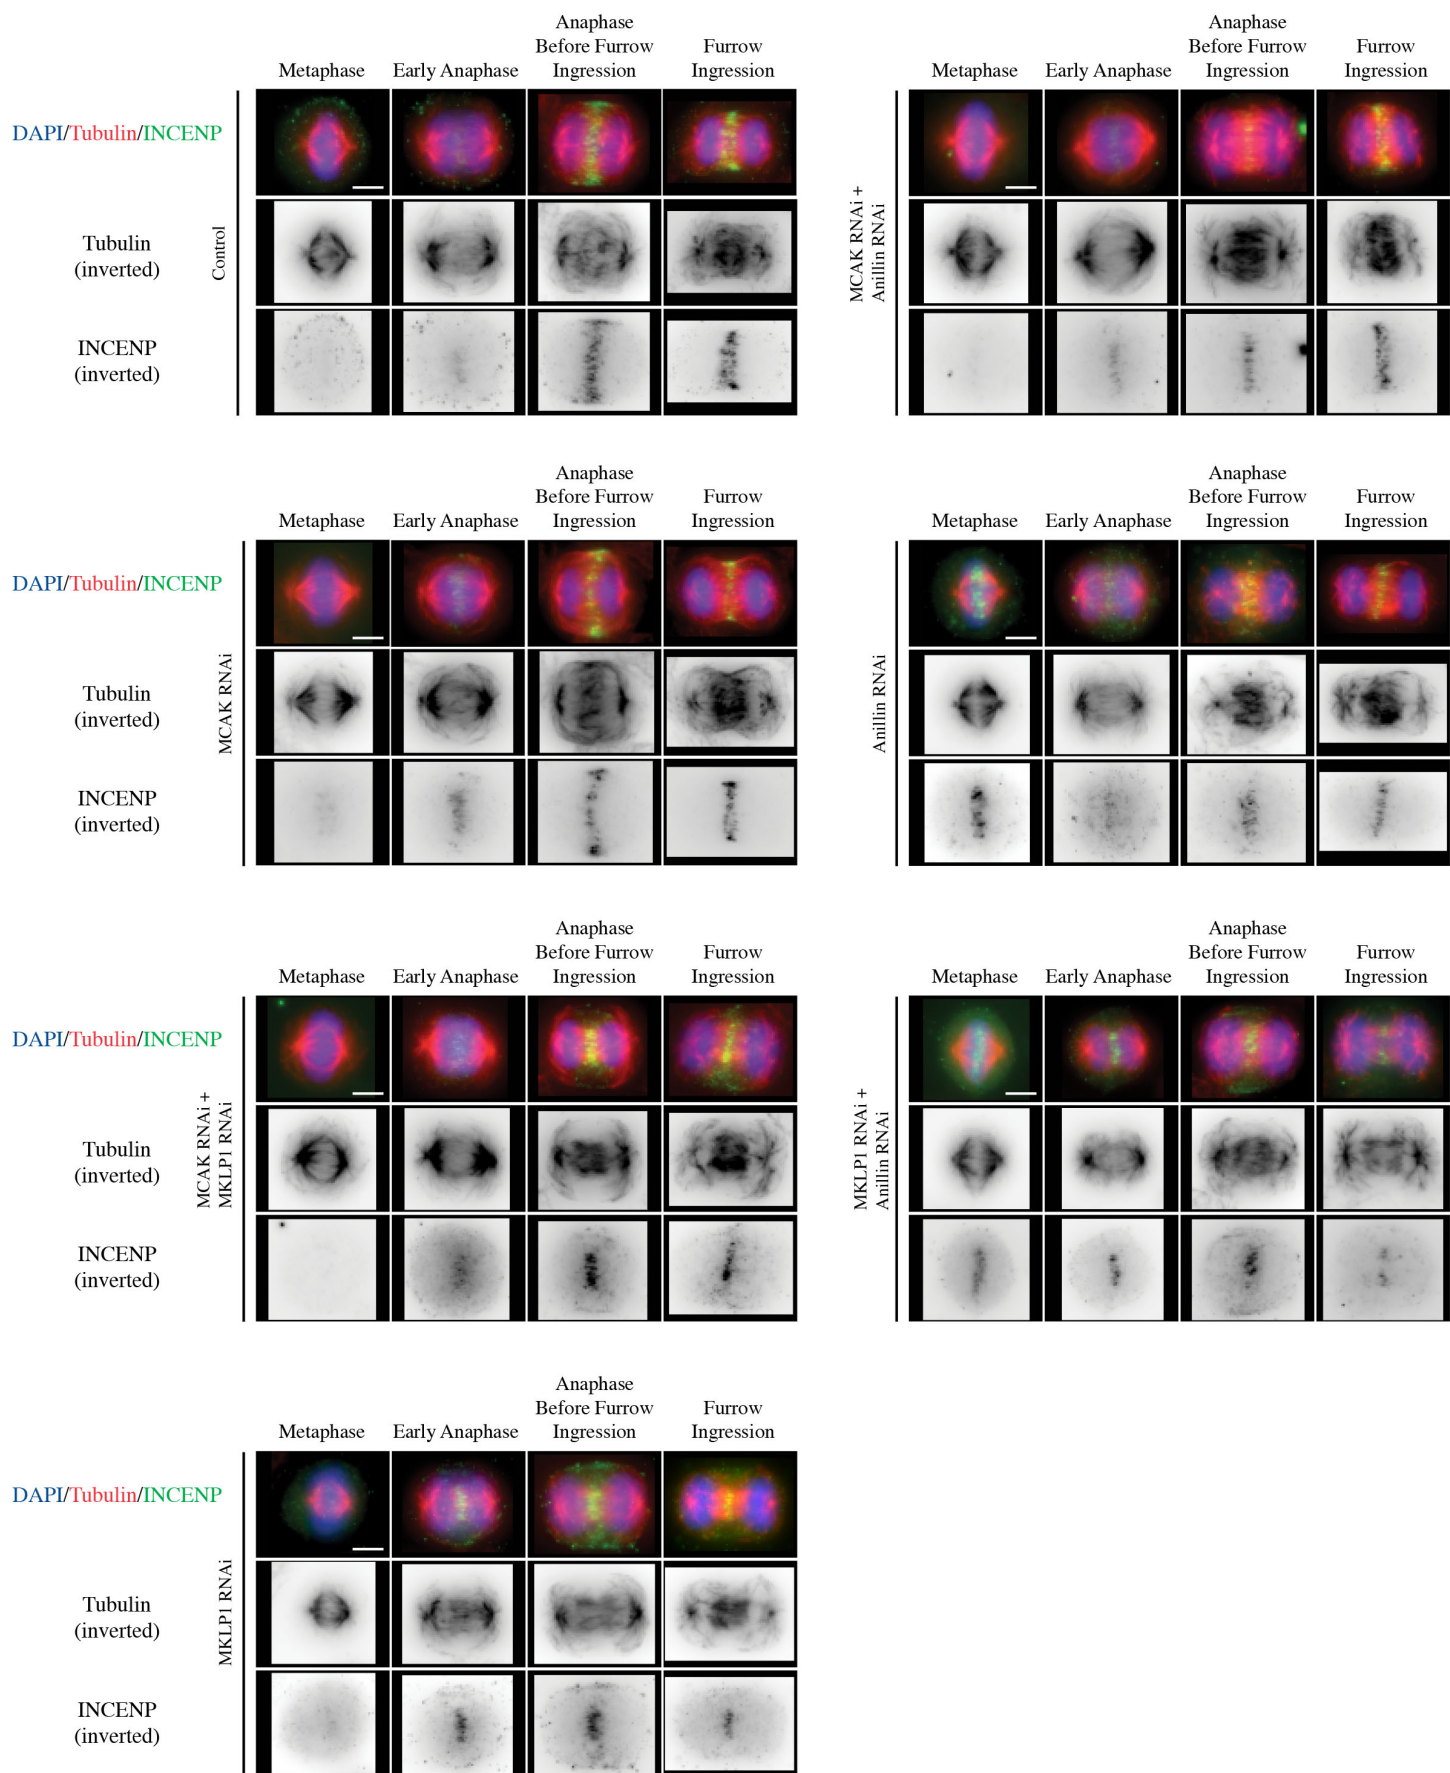 Anaphase
Before Furrow
Ingression
Furrow
Ingression
Metaphase
Early Anaphase
DAPI/Tubulin/INCENP
Tubulin
(inverted)
INCENP
(inverted)
Control
Anaphase
Before Furrow
Ingression
Furrow
Ingression
Metaphase
Early Anaphase
MCAK RNAi +
Anillin RNAi
Anaphase
Before Furrow
Ingression
Furrow
Ingression
Metaphase
Early Anaphase
DAPI/Tubulin/INCENP
Tubulin
(inverted)
INCENP
(inverted)
MCAK RNAi
Anaphase
Before Furrow
Ingression
Furrow
Ingression
Metaphase
Early Anaphase
Anillin RNAi
Anaphase
Before Furrow
Ingression
Furrow
Ingression
Metaphase
Early Anaphase
DAPI/Tubulin/INCENP
Tubulin
(inverted)
INCENP
(inverted)
MCAK RNAi +
MKLP1 RNAi
Anaphase
Before Furrow
Ingression
Furrow
Ingression
Metaphase
Early Anaphase
MKLP1 RNAi +
Anillin RNAi
Anaphase
Before Furrow
Ingression
Furrow
Ingression
Metaphase
Early Anaphase
DAPI/Tubulin/INCENP
Tubulin
(inverted)
INCENP
(inverted)
MKLP1 RNAi